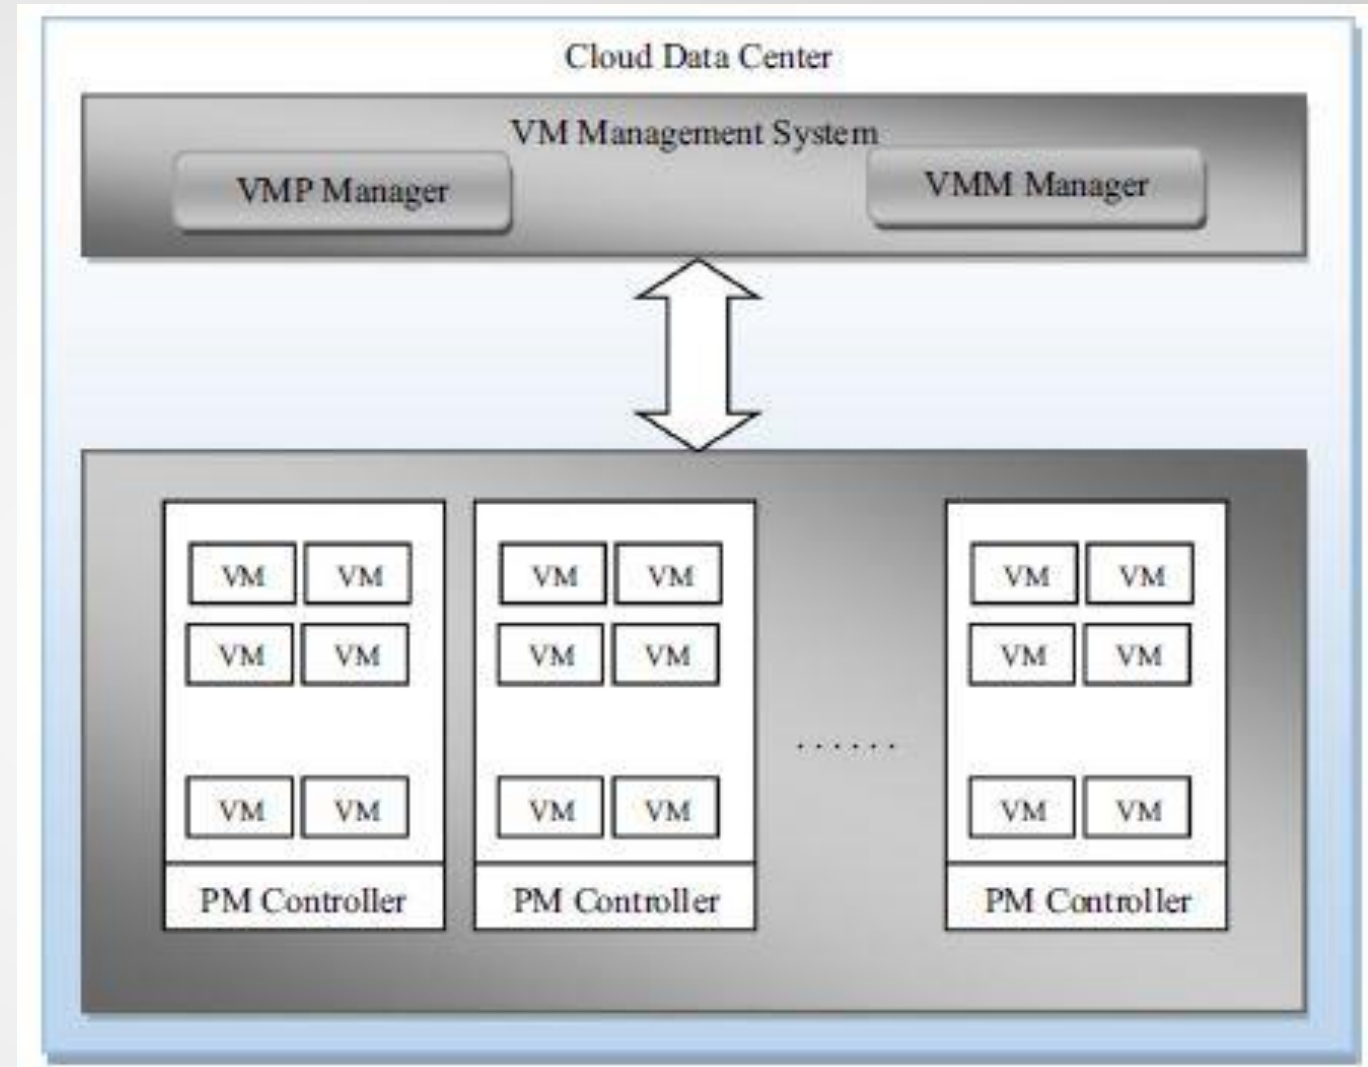 Cloud Data Center
VM Management System
VMP Manager
VMM Manager
VM VM
VM VM
VM VM
PM Controller
VM VM
VM VM
VM VM
PM Controller
......
VM VM
VM VM
VM VM
PM Controller